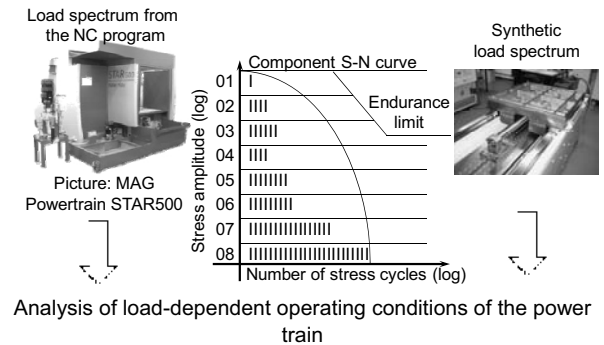 Load spectrum from
the NC program
Picture: MAG
Powertrain STAR500
Component S-N curve
Endurance
limit
Stress amplitude (log)
01
02
03
04
05
06
07
08
Number of stress cycles (log)
Synthetic
load spectrum
Analysis of load-dependent operating conditions of the power
train